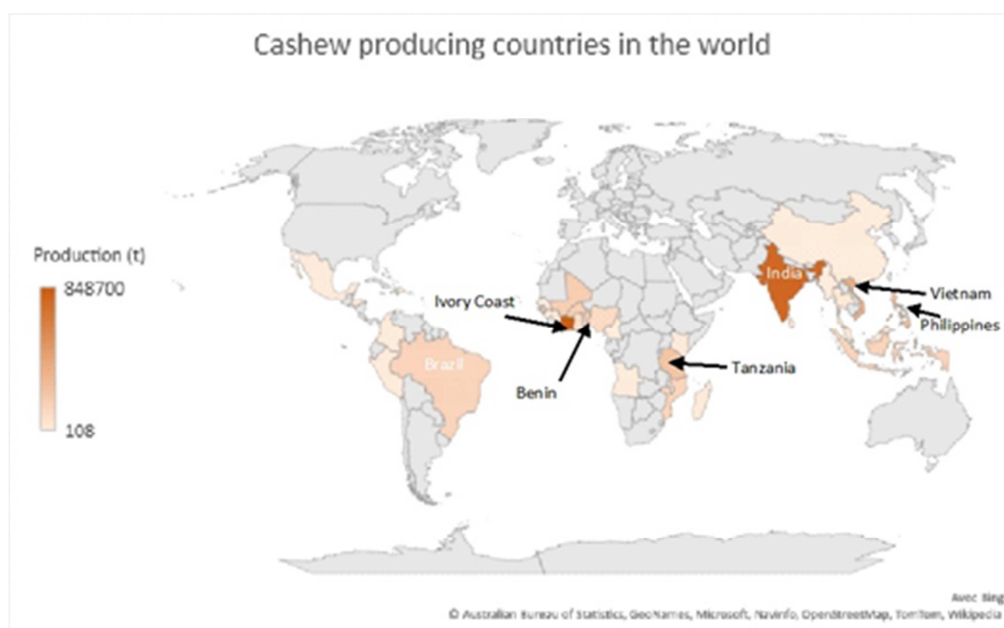 Cashew producing countries in the world
Production (t)
848700
108
Ivory Coast
India
Vietnam
Philippines
Brazil
Benin
Tanzania
Avec Bing
© Australian Bureau of Statistics, GeoNames, Microsoft, Navinfo, OpenStreetMap, TomTom, Wikipedia